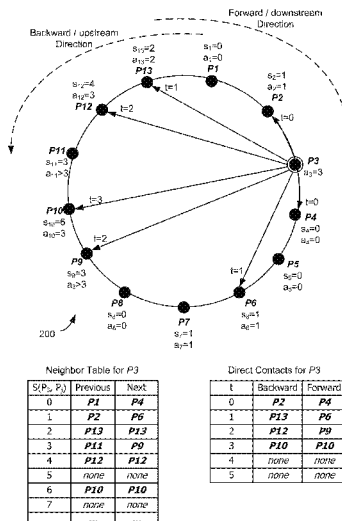 Forward / downstream
Direction
Backward / upstream
Direction
s₁₃=2
a₁₃=2
P13
s₁=0
a₁=0
P1
s₂=1
a₂=1
P2
s₁₂=4
a₁₂=3
P12
t=1
t=2
t=0
P11
s₁₁=3
a₁₁>3
P3
a₃=3
t=0
P10
s₁₀=6
a₁₀=3
t=3
P4
s₄=0
a₄=0
t=2
P9
s₉=3
a₉>3
P5
s₅=0
a₅=0
t=1
P8
s₈=0
a₈=0
P7
s₇=1
a₇=1
P6
s₆=1
a₆=1
200
Neighbor Table for P3
Previous Next
0 P1 P4
1 P2 P6
2 P13 P13
3 P11 P9
4 P12 P12
5 none none
6 P10 P10
7 none none
... ...
Direct Contacts for P3
t Backward Forward
0 P2 P4
1 P13 P6
2 P12 P9
3 P10 P10
4 none none
5 none none